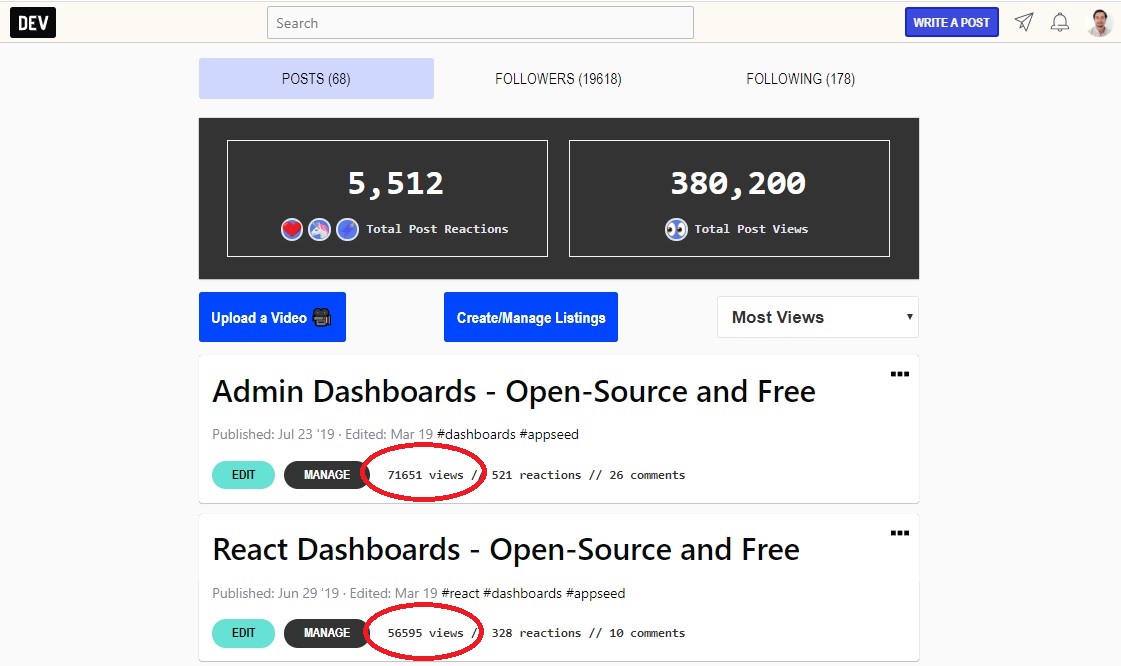 DEV Search WRITE A POST
POSTS (68) FOLLOWERS (19618) FOLLOWING (178)
5,512 380,200
Total Post Reactions Total Post Views
Upload a Video Create/Manage Listings Most Views
Admin Dashboards - Open-Source and Free
Published: Jul 23 '19 · Edited: Mar 19 #dashboards #appseed
EDIT MANAGE 71651 views // 521 reactions // 26 comments
React Dashboards - Open-Source and Free
Published: Jun 29 '19 · Edited: Mar 19 #react #dashboards #appseed
EDIT MANAGE 56595 views // 328 reactions // 10 comments